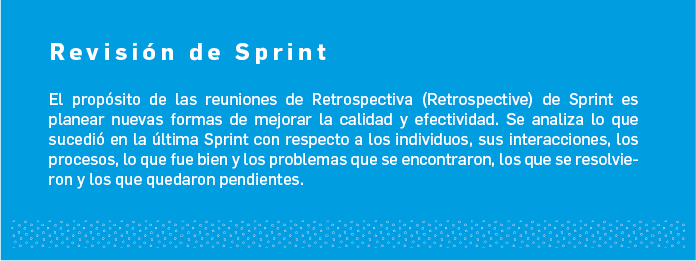 Revisión de Sprint
El propósito de las reuniones de Retrospectiva (Retrospective) de Sprint es
planear nuevas formas de mejorar la calidad y efectividad. Se analiza lo que
sucedió en la última Sprint con respecto a los individuos, sus interacciones, los
procesos, lo que fue bien y los problemas que se encontraron, los que se resolvie-
ron y los que quedaron pendientes.